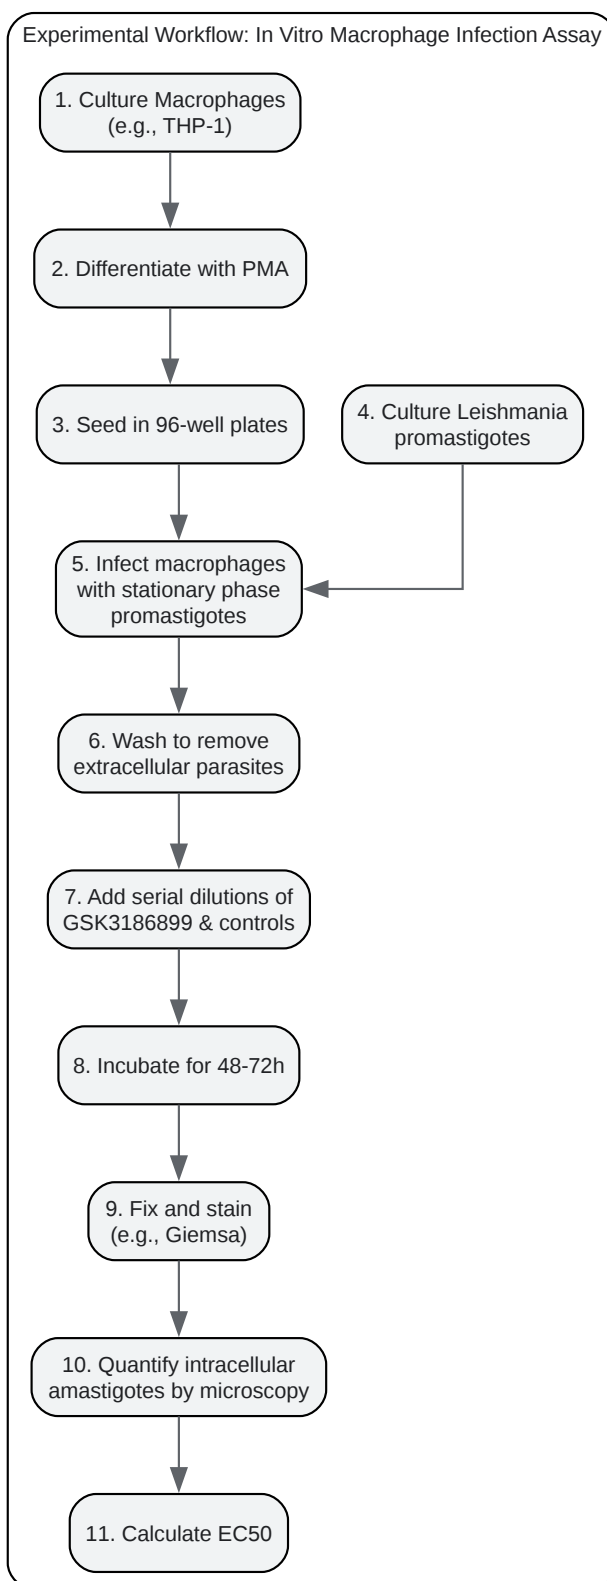 Experimental Workflow: In Vitro Macrophage Infection Assay
1. Culture Macrophages
(e.g., THP-1)
2. Differentiate with PMA
3. Seed in 96-well plates
4. Culture Leishmania
promastigotes
5. Infect macrophages
with stationary phase
promastigotes
6. Wash to remove
extracellular parasites
7. Add serial dilutions of
GSK3186899 & controls
8. Incubate for 48-72h
9. Fix and stain
(e.g., Giemsa)
10. Quantify intracellular
amastigotes by microscopy
11. Calculate EC50